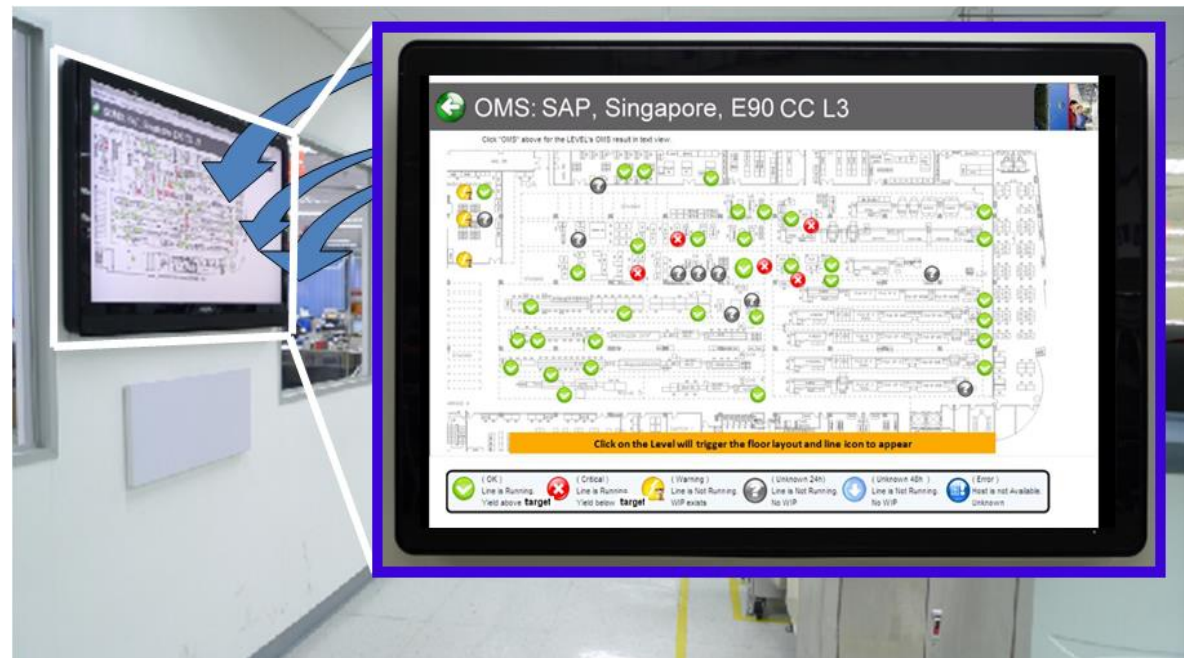 OMS: SAP, Singapore, E90 CC L3
Click "OMS" above for the LEVEL's OMS result in text view.
Click on the Level will trigger the floor layout and line icon to appear
( OK )
Line is Running.
Yield above target
( Critical )
Line is Running.
Yield below target
( Warning )
Line is Not Running.
WIP exists
( Unknown 24h)
Line is Not Running.
No WIP
( Unknown 48h )
Line is Not Running.
No WIP
( Error )
Host is not Available.
Unknown